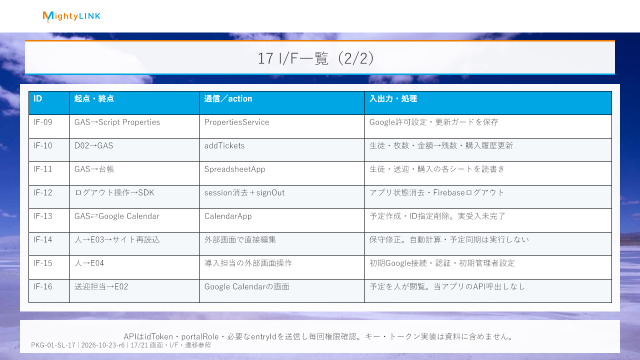 MightyLINK
17 I/F一覧（2/2）
ID 起点・終点 通信／action 入出力・処理
IF-09 GAS→Script Properties PropertiesService Google許可設定・更新ガードを保存
IF-10 D02→GAS addTickets 生徒・枚数・金額→残数・購入履歴更新
IF-11 GAS→台帳 SpreadsheetApp 生徒・送迎・購入の各シートを読書き
IF-12 ログアウト操作→SDK session消去＋signOut アプリ状態消去・Firebaseログアウト
IF-13 GAS⇄Google Calendar CalendarApp 予定作成・ID指定削除。実受入未完了
IF-14 人→E03→サイト再読込 外部画面で直接編集 保守修正。自動計算・予定同期は実行しない
IF-15 人→E04 導入担当の外部画面操作 初期Google接続・認証・初期管理者設定
IF-16 送迎担当→E02 Google Calendarの画面 予定を人が閲覧。当アプリのAPI呼出しなし
APIはidToken・portalRole・必要なentryIdを送信し毎回権限確認。キー・トークン実値は資料に含めません。
PKG-01-SL-17 | 2026-10-23-r6 | 17/21 画面・I/F・遷移参照